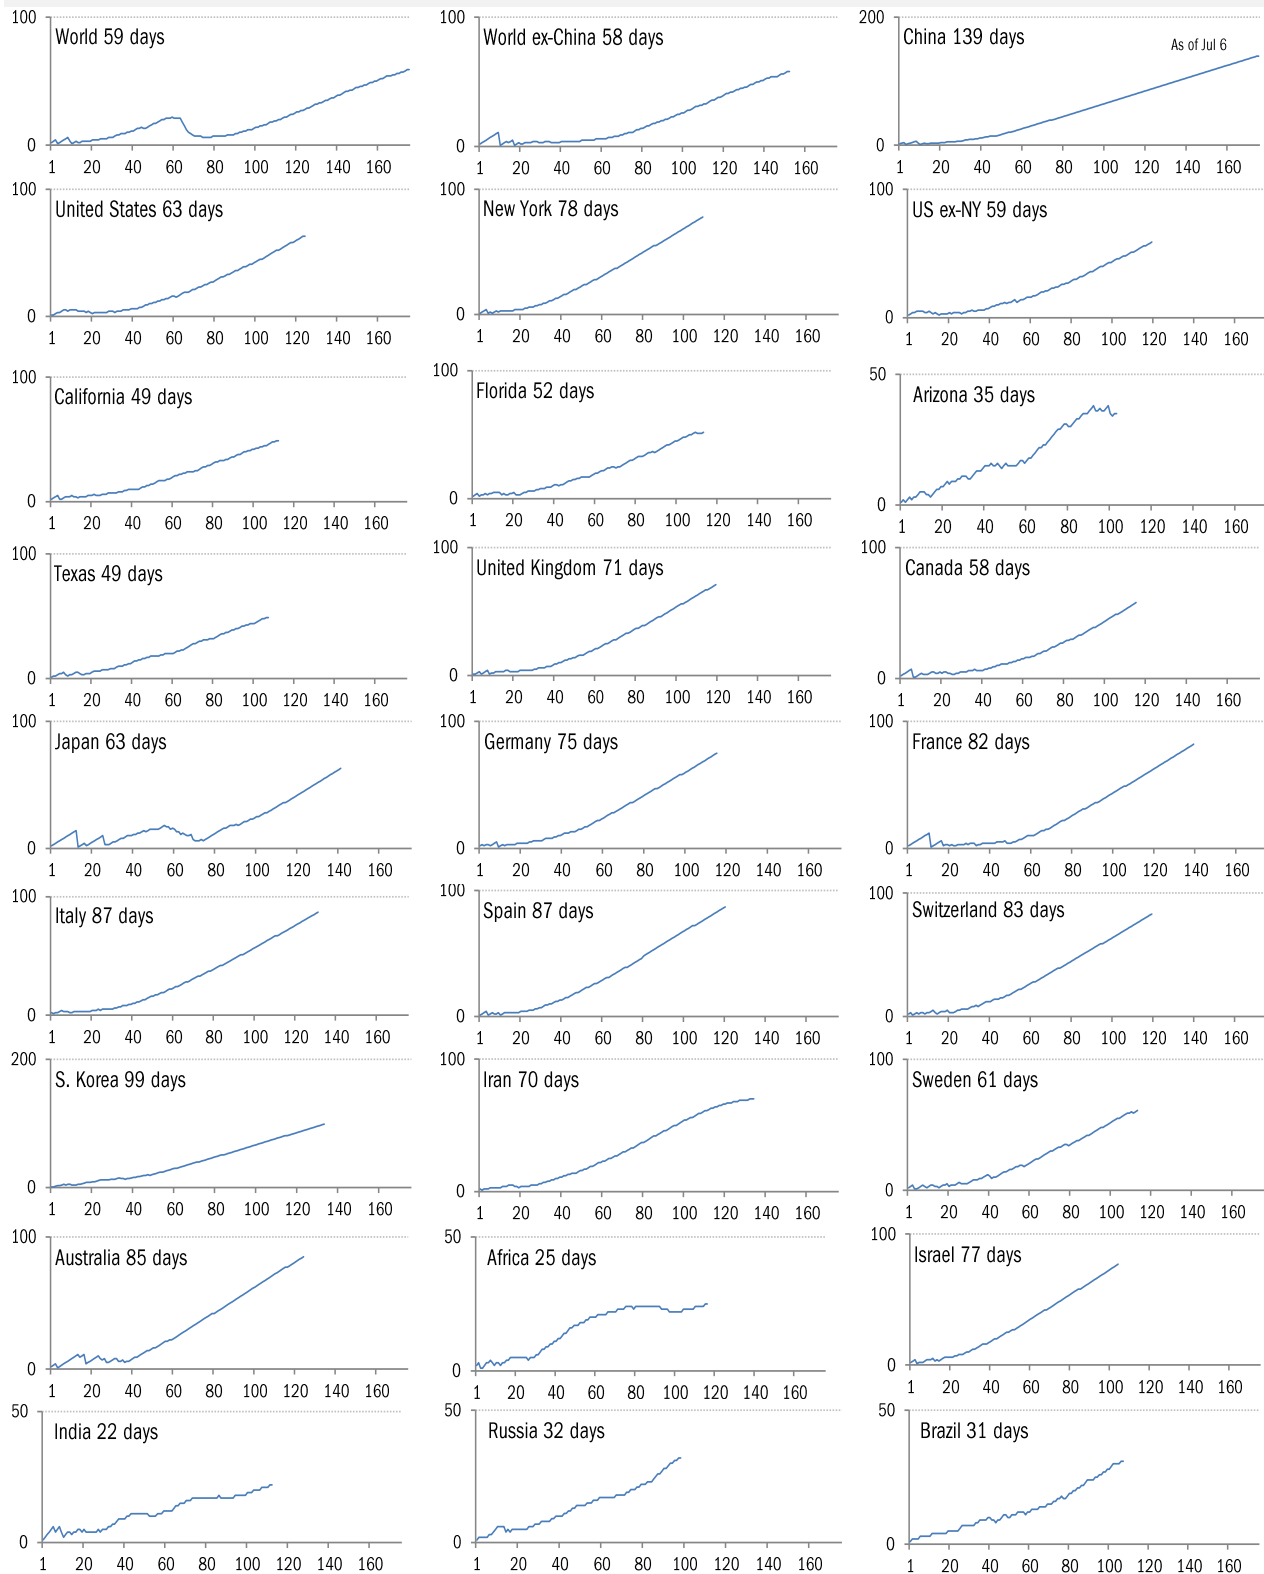 100
World 59 days
0
1 20 40 60 80 100 120 140 160
100
World ex-China 58 days
0
1 20 40 60 80 100 120 140 160
200
China 139 days
As of Jul 6
100
0
1 20 40 60 80 100 120 140 160
100
United States 63 days
0
1 20 40 60 80 100 120 140 160
100
New York 78 days
0
1 20 40 60 80 100 120 140 160
100
US ex-NY 59 days
0
1 20 40 60 80 100 120 140 160
100
California 49 days
0
1 20 40 60 80 100 120 140 160
100
Florida 52 days
0
1 20 40 60 80 100 120 140 160
50
Arizona 35 days
0
1 20 40 60 80 100 120 140 160
100
Texas 49 days
0
1 20 40 60 80 100 120 140 160
100
United Kingdom 71 days
0
1 20 40 60 80 100 120 140 160
100
Canada 58 days
0
1 20 40 60 80 100 120 140 160
100
Japan 63 days
0
1 20 40 60 80 100 120 140 160
100
Germany 75 days
0
1 20 40 60 80 100 120 140 160
100
France 82 days
0
1 20 40 60 80 100 120 140 160
100
Italy 87 days
0
1 20 40 60 80 100 120 140 160
100
Spain 87 days
0
1 20 40 60 80 100 120 140 160
100
Switzerland 83 days
0
1 20 40 60 80 100 120 140 160
200
S. Korea 99 days
0
1 20 40 60 80 100 120 140 160
100
Iran 70 days
0
1 20 40 60 80 100 120 140 160
100
Sweden 61 days
0
1 20 40 60 80 100 120 140 160
100
Australia 85 days
0
1 20 40 60 80 100 120 140 160
50
Africa 25 days
0
1 20 40 60 80 100 120 140 160
100
Israel 77 days
0
1 20 40 60 80 100 120 140 160
50
India 22 days
0
1 20 40 60 80 100 120 140 160
50
Russia 32 days
0
1 20 40 60 80 100 120 140 160
50
Brazil 31 days
0
1 20 40 60 80 100 120 140 160